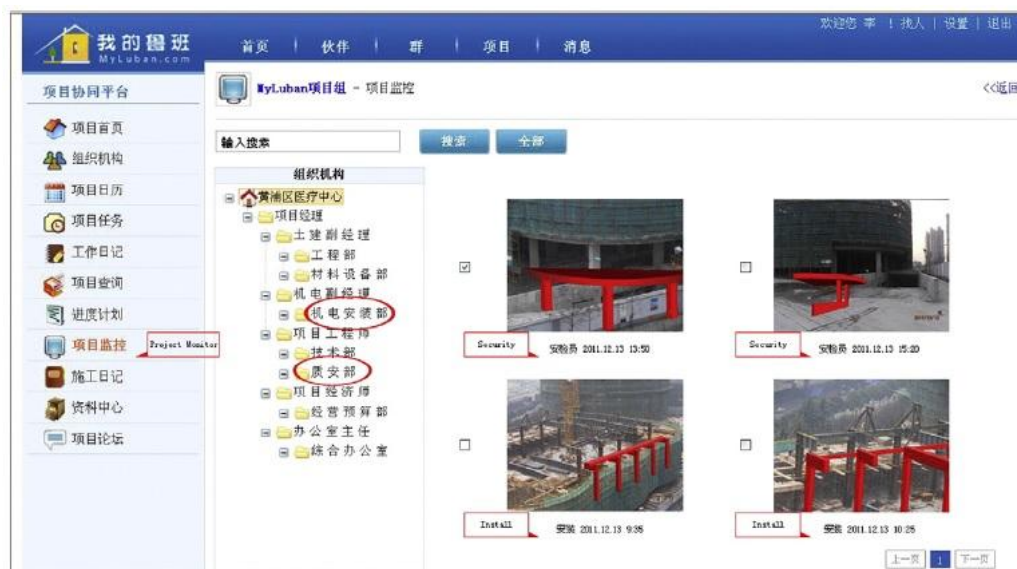 欢迎您 李 ! 找人 | 设置 | 退出
我的鲁班
MyLuban.com
首页 | 伙伴 | 群 | 项目 | 消息
项目协同平台
MyLuban项目组 - 项目监控
<<返回
项目首页
组织机构
项目日历
项目任务
工作日记
项目查询
进度计划
项目监控
Project Monitor
施工日记
资料中心
项目论坛
输入搜索
搜索
全部
组织机构
黄浦区医疗中心
项目经理
土建副经理
工程部
材料设备部
机电副经理
机电安装部
项目工程师
技术部
质安部
项目经济师
经营预算部
办公室主任
综合办公室
Security
安检员 2011.12.13 13:50
Security
安检员 2011.12.13 15:20
Install
安装 2011.12.13 9:35
Install
安装 2011.12.13 10:25
上一页 1 下一页